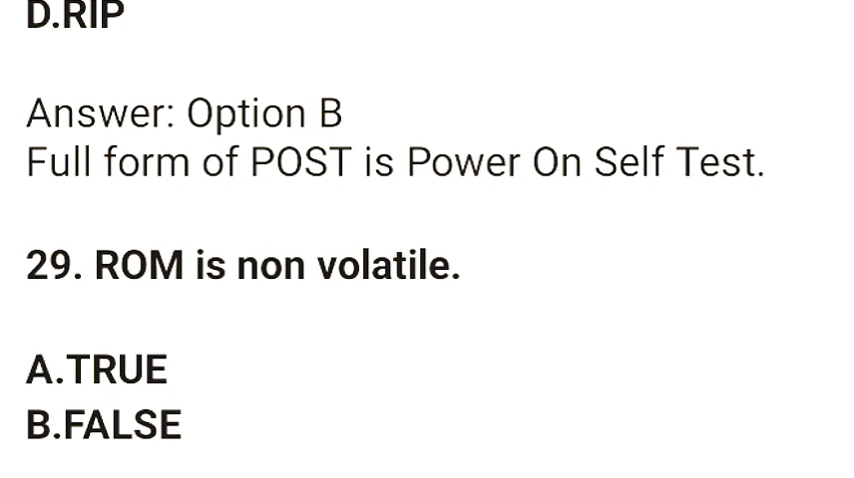 D.RIP
Answer: Option B
Full form of POST is Power On Self Test.
29. ROM is non volatile.
A.TRUE
B.FALSE